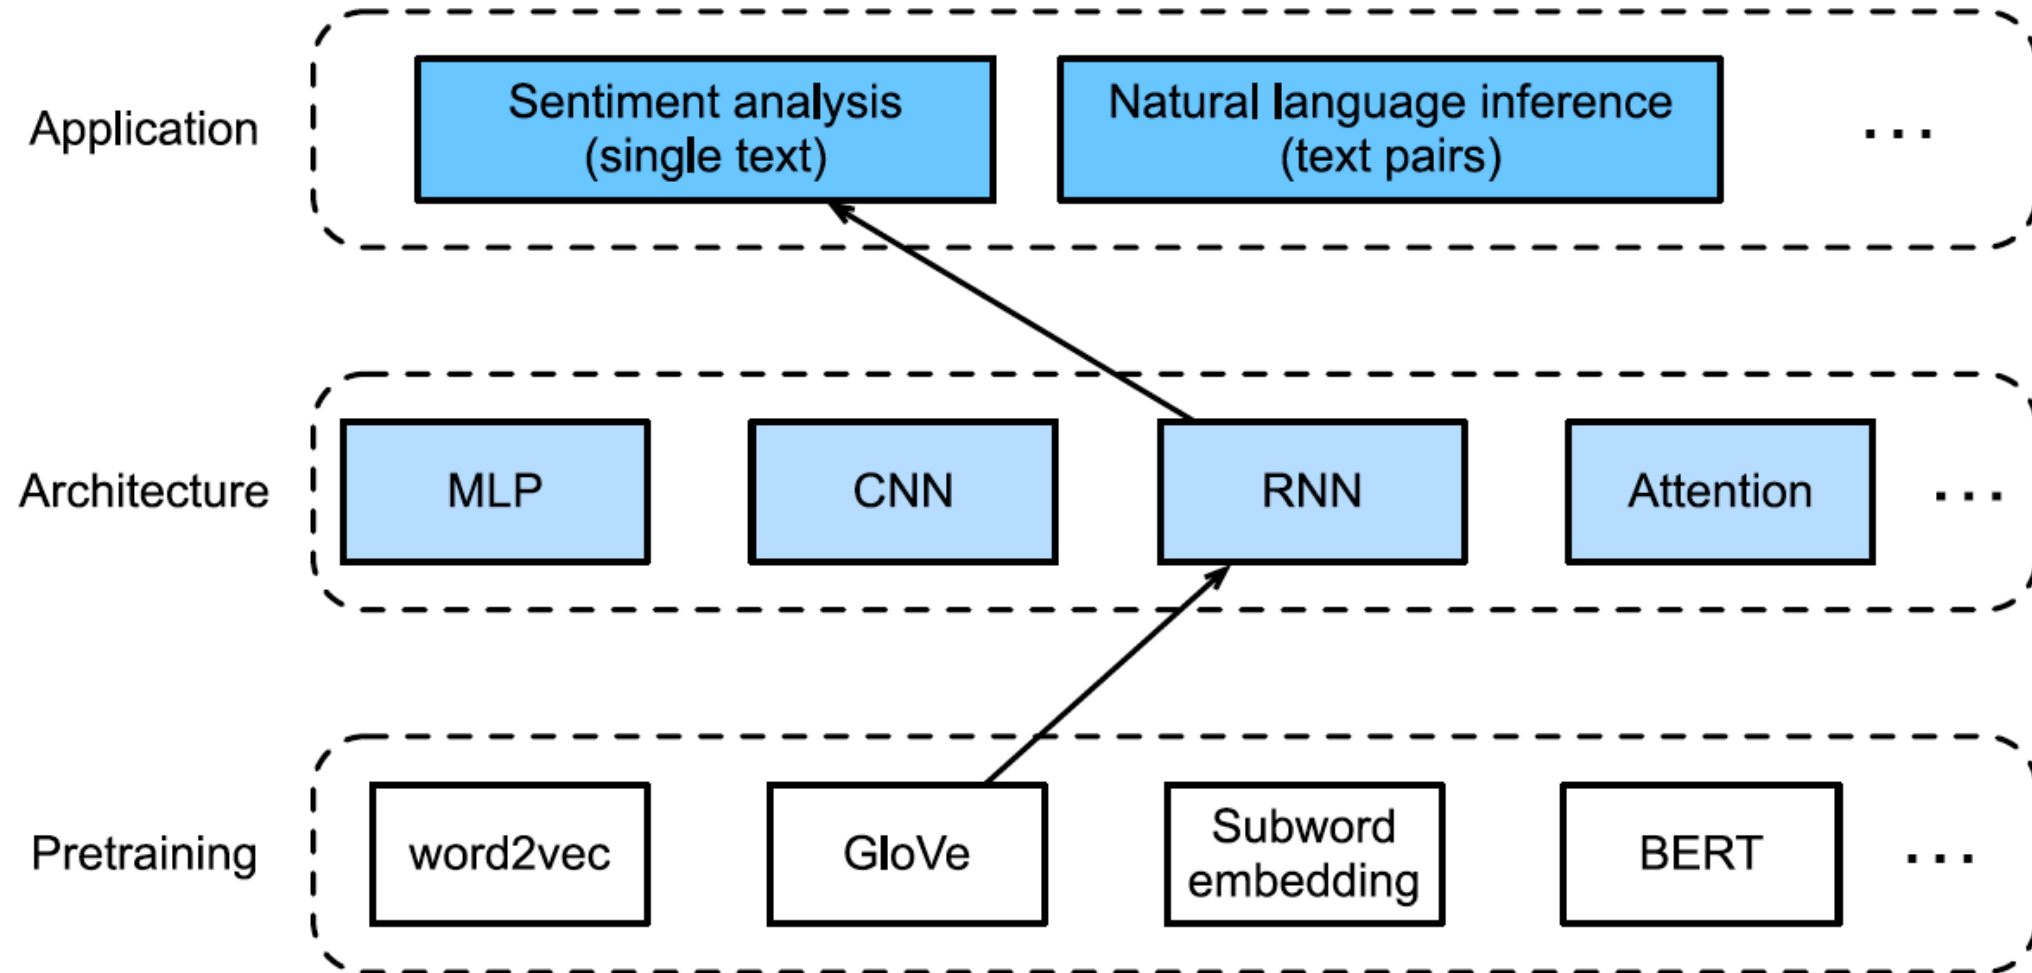 Application
Sentiment analysis
(single text)
Natural language inference
(text pairs)
...
Architecture
MLP
CNN
RNN
Attention
...
Pretraining
word2vec
GloVe
Subword
embedding
BERT
...